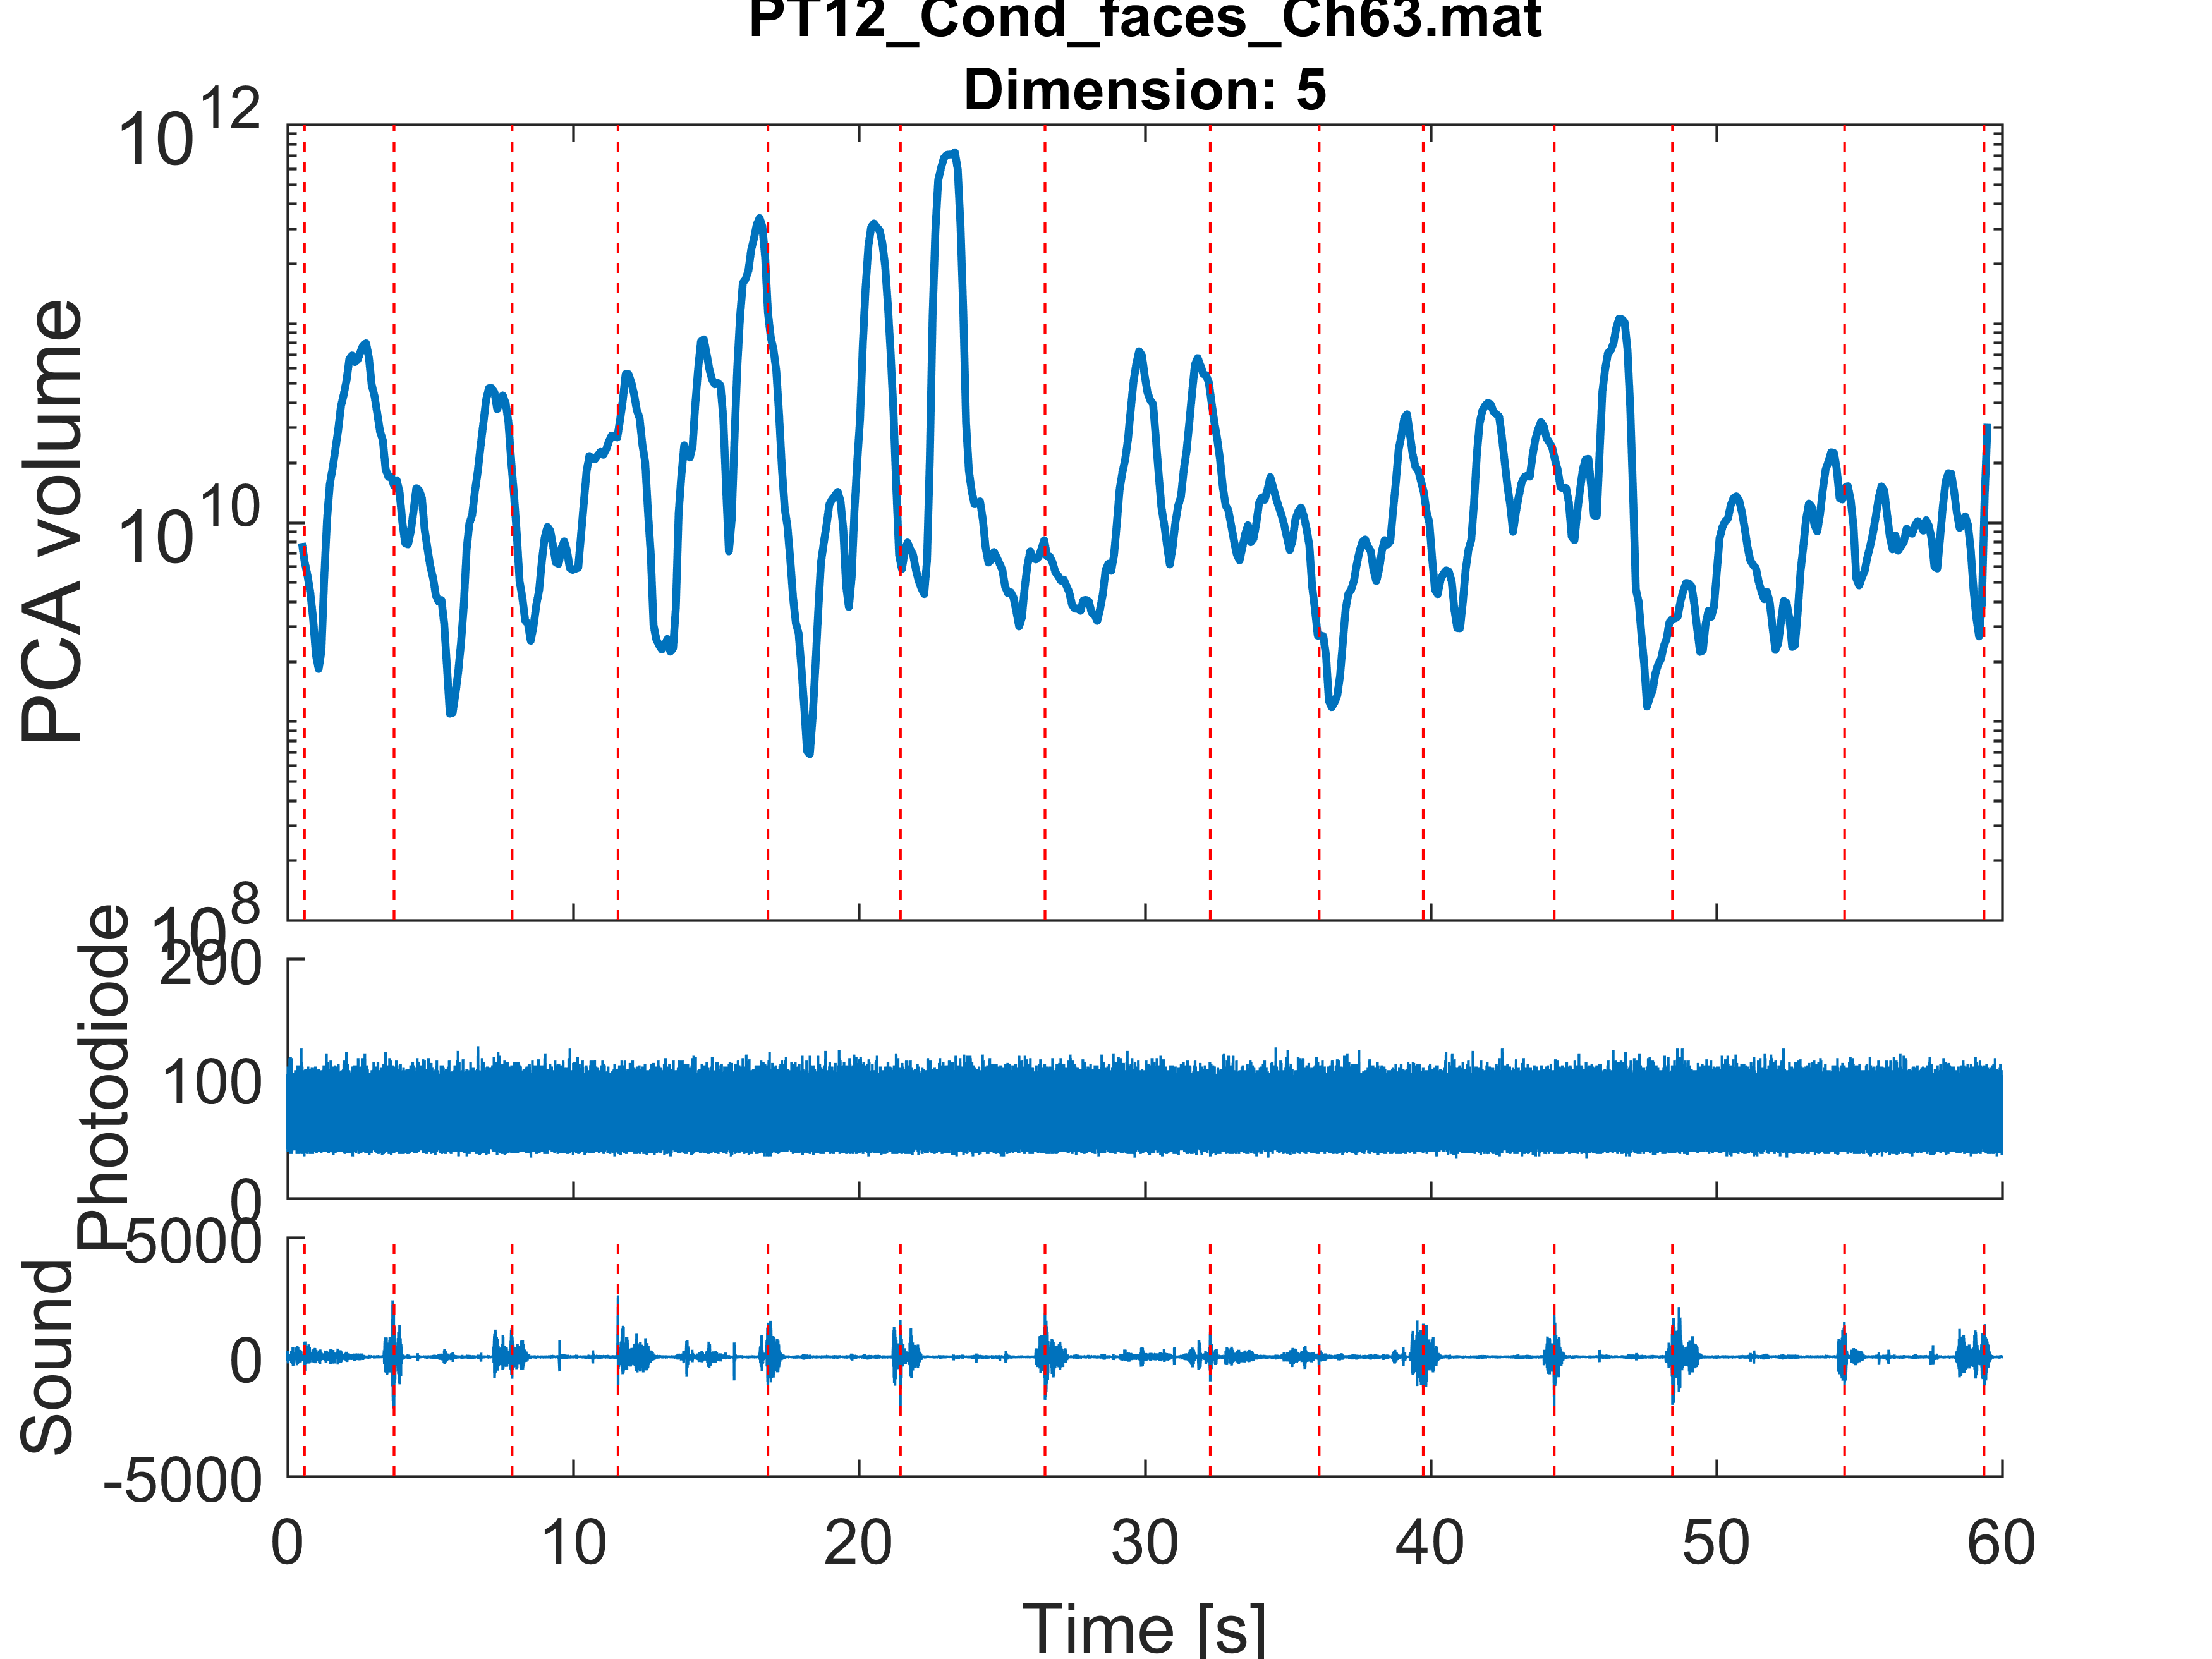 PT12_Cond_faces_Ch63.mat
Dimension: 5
10^12
10^10
10^8
PCA volume
200
100
0
Photodiode
5000
0
-5000
Sound
0 10 20 30 40 50 60
Time [s]